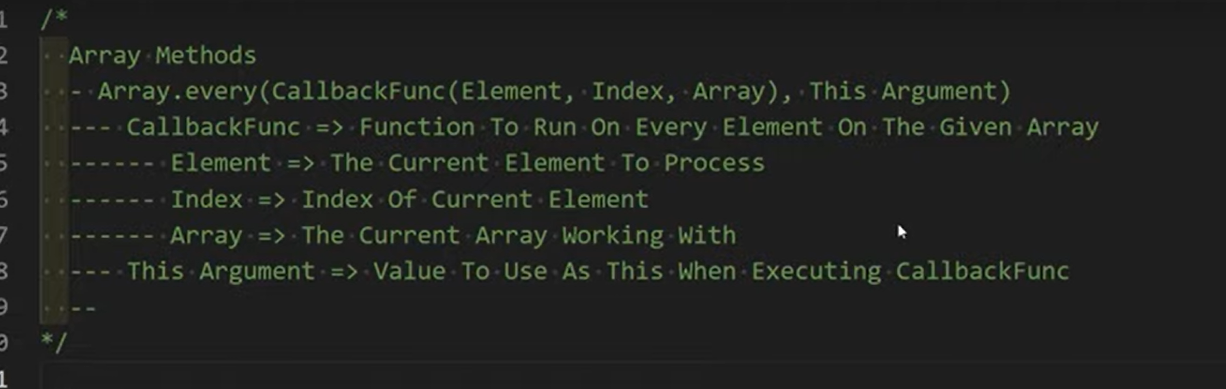 1 /*
2 Array Methods
3 - Array.every(CallbackFunc(Element, Index, Array), This Argument)
4 --- CallbackFunc => Function To Run On Every Element On The Given Array
5 ------ Element => The Current Element To Process
6 ------ Index => Index Of Current Element
7 ------ Array => The Current Array Working With
8 --- This Argument => Value To Use As This When Executing CallbackFunc
9 --
0 */
1